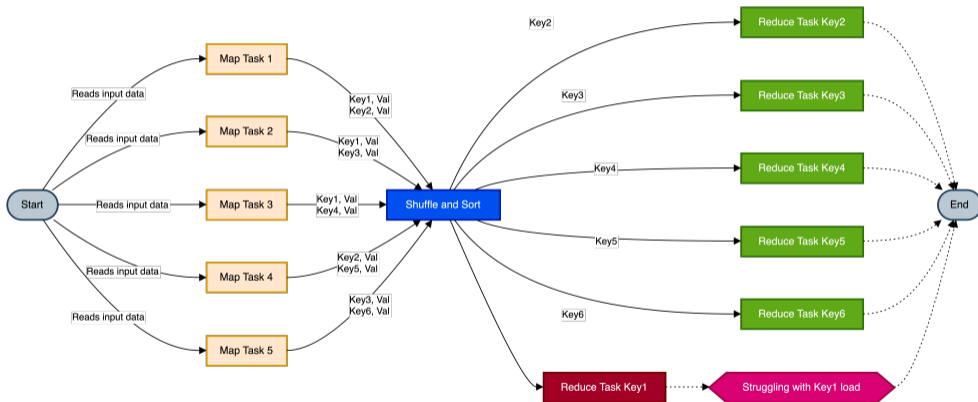 Start
Reads input data
Reads input data
Reads input data
Reads input data
Reads input data
Map Task 1
Map Task 2
Map Task 3
Map Task 4
Map Task 5
Key1, Val
Key2, Val
Key1, Val
Key3, Val
Key1, Val
Key4, Val
Key2, Val
Key5, Val
Key3, Val
Key6, Val
Shuffle and Sort
Key2
Key3
Key4
Key5
Key6
Reduce Task Key2
Reduce Task Key3
Reduce Task Key4
Reduce Task Key5
Reduce Task Key6
Reduce Task Key1
Struggling with Key1 load
End